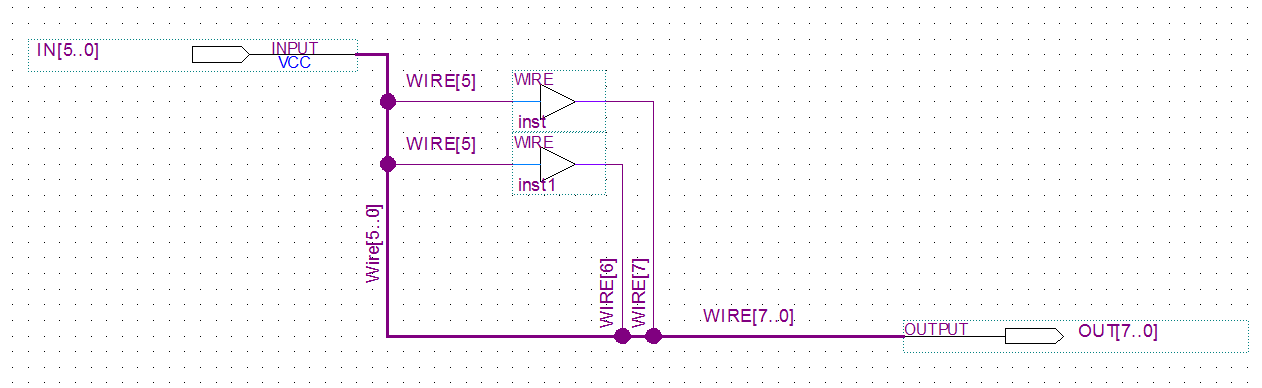 IN[5..0]
INPUT
VCC
WIRE[5]
WIRE
inst
WIRE[5]
WIRE
inst1
Wire[5..0]
WIRE[6]
WIRE[7]
WIRE[7..0]
OUTPUT
OUT[7..0]